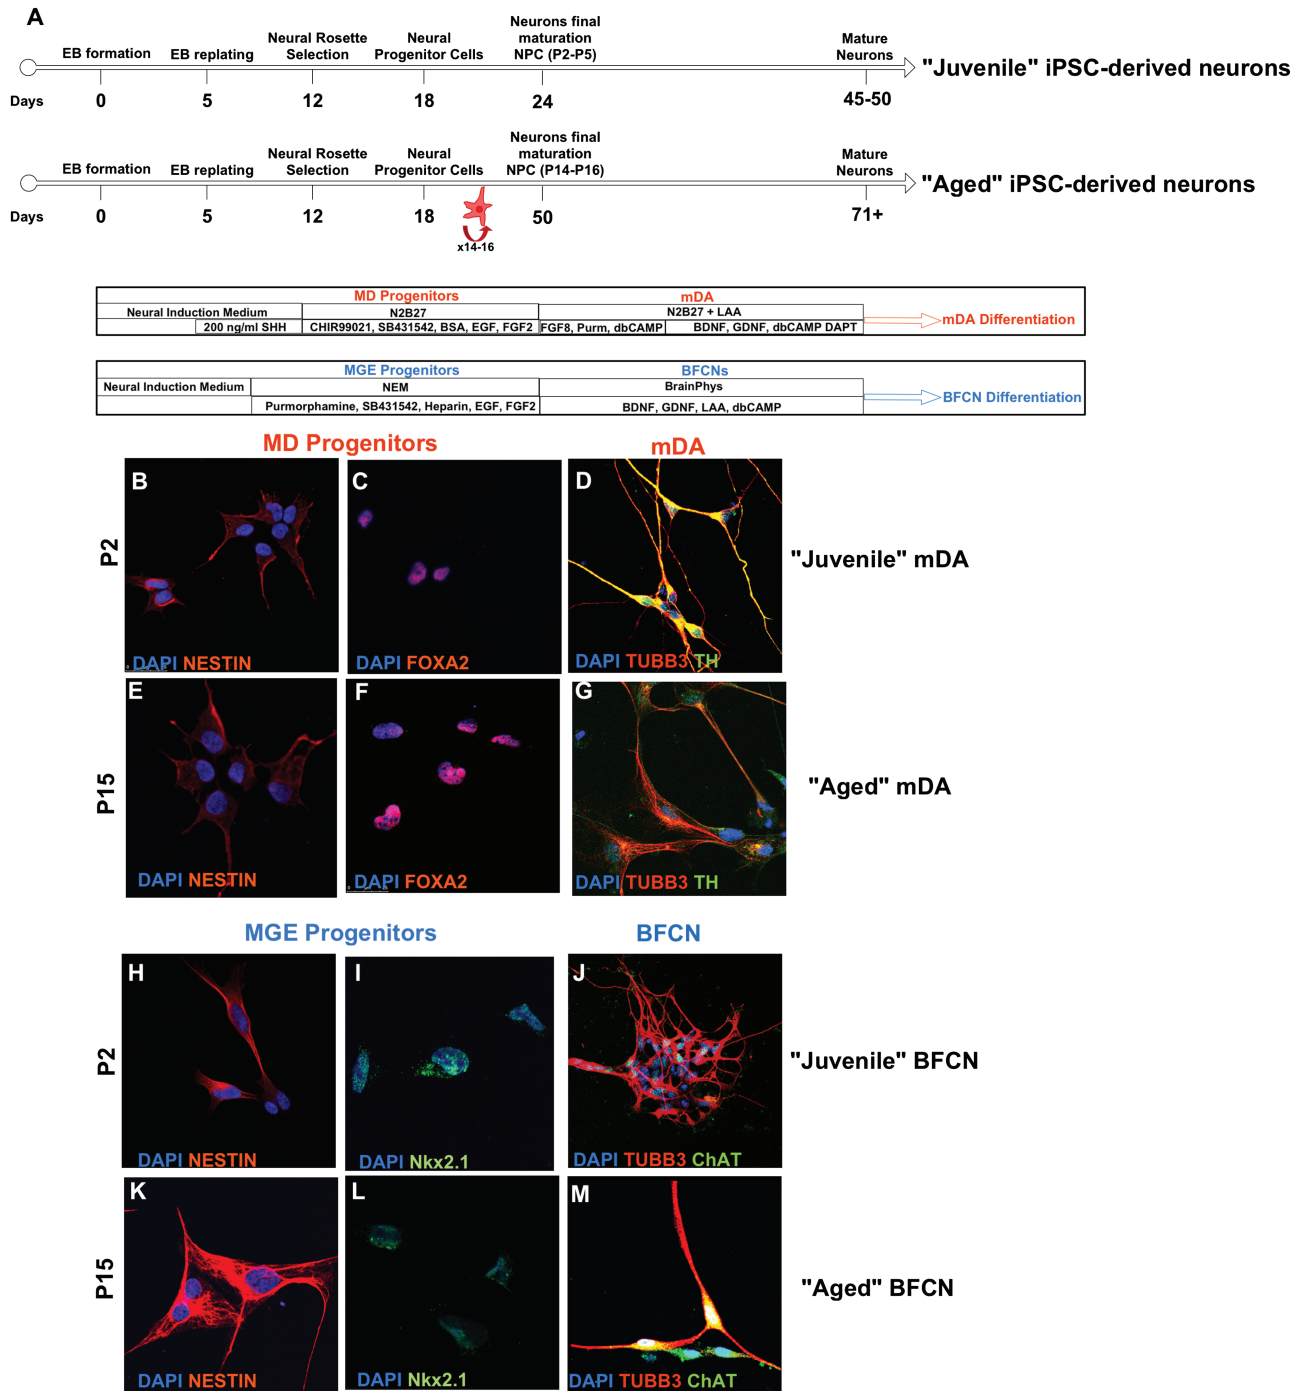 A
EB formation
EB replating
Neural Rosette
Selection
Neural
Progenitor Cells
Neurons final
maturation
NPC (P2-P5)
Mature
Neurons
"Juvenile" iPSC-derived neurons
Days 0 5 12 18 24 45-50
EB formation
EB replating
Neural Rosette
Selection
Neural
Progenitor Cells
Neurons final
maturation
NPC (P14-P16)
Mature
Neurons
"Aged" iPSC-derived neurons
Days 0 5 12 18 50 71+
x14-16
MD Progenitors mDA
Neural Induction Medium N2B27 N2B27 + LAA
200 ng/ml SHH CHIR99021, SB431542, BSA, EGF, FGF2 FGF8, Purm, dbCAMP BDNF, GDNF, dbCAMP DAPT
mDA Differentiation
MGE Progenitors BFCNs
Neural Induction Medium NEM BrainPhys
Purmorphamine, SB431542, Heparin, EGF, FGF2 BDNF, GDNF, LAA, dbCAMP
BFCN Differentiation
MD Progenitors mDA
P2
B
DAPI NESTIN
C
DAPI FOXA2
D
DAPI TUBB3 TH
"Juvenile" mDA
P15
E
DAPI NESTIN
F
DAPI FOXA2
G
DAPI TUBB3 TH
"Aged" mDA
MGE Progenitors BFCN
P2
H
DAPI NESTIN
I
DAPI Nkx2.1
J
DAPI TUBB3 ChAT
"Juvenile" BFCN
P15
K
DAPI NESTIN
L
DAPI Nkx2.1
M
DAPI TUBB3 ChAT
"Aged" BFCN